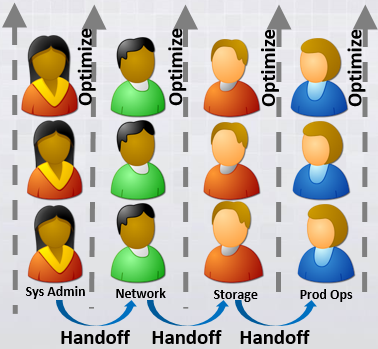 Optimize
Optimize
Optimize
Optimize
Sys Admin
Network
Storage
Prod Ops
Handoff
Handoff
Handoff